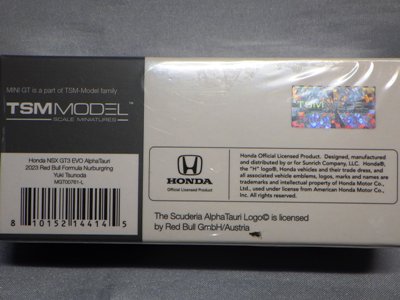 MINI GT is a part of TSM-Model family
TSMMODEL™
SCALE MINIATURES
Honda NSX GT3 EVO AlphaTauri
2023 Red Bull Formula Nurburgring
Yuki Tsunoda
MGT00761-L
8 10152 14414 5
TSM
HONDA
Official Licensed Product
Honda Official Licensed Product. Designed, manufactured
and distributed by or for Sunrich Company, LLC. Honda®,
the "H" logo®, Honda vehicles and their trade dress, and
all associated vehicle emblems, logos, marks and names are
trademarks and intellectual property of Honda Motor Co.,
Ltd., used under license from American Honda Motor Co., Inc.
The Scuderia AlphaTauri Logo© is licensed
by Red Bull GmbH/Austria